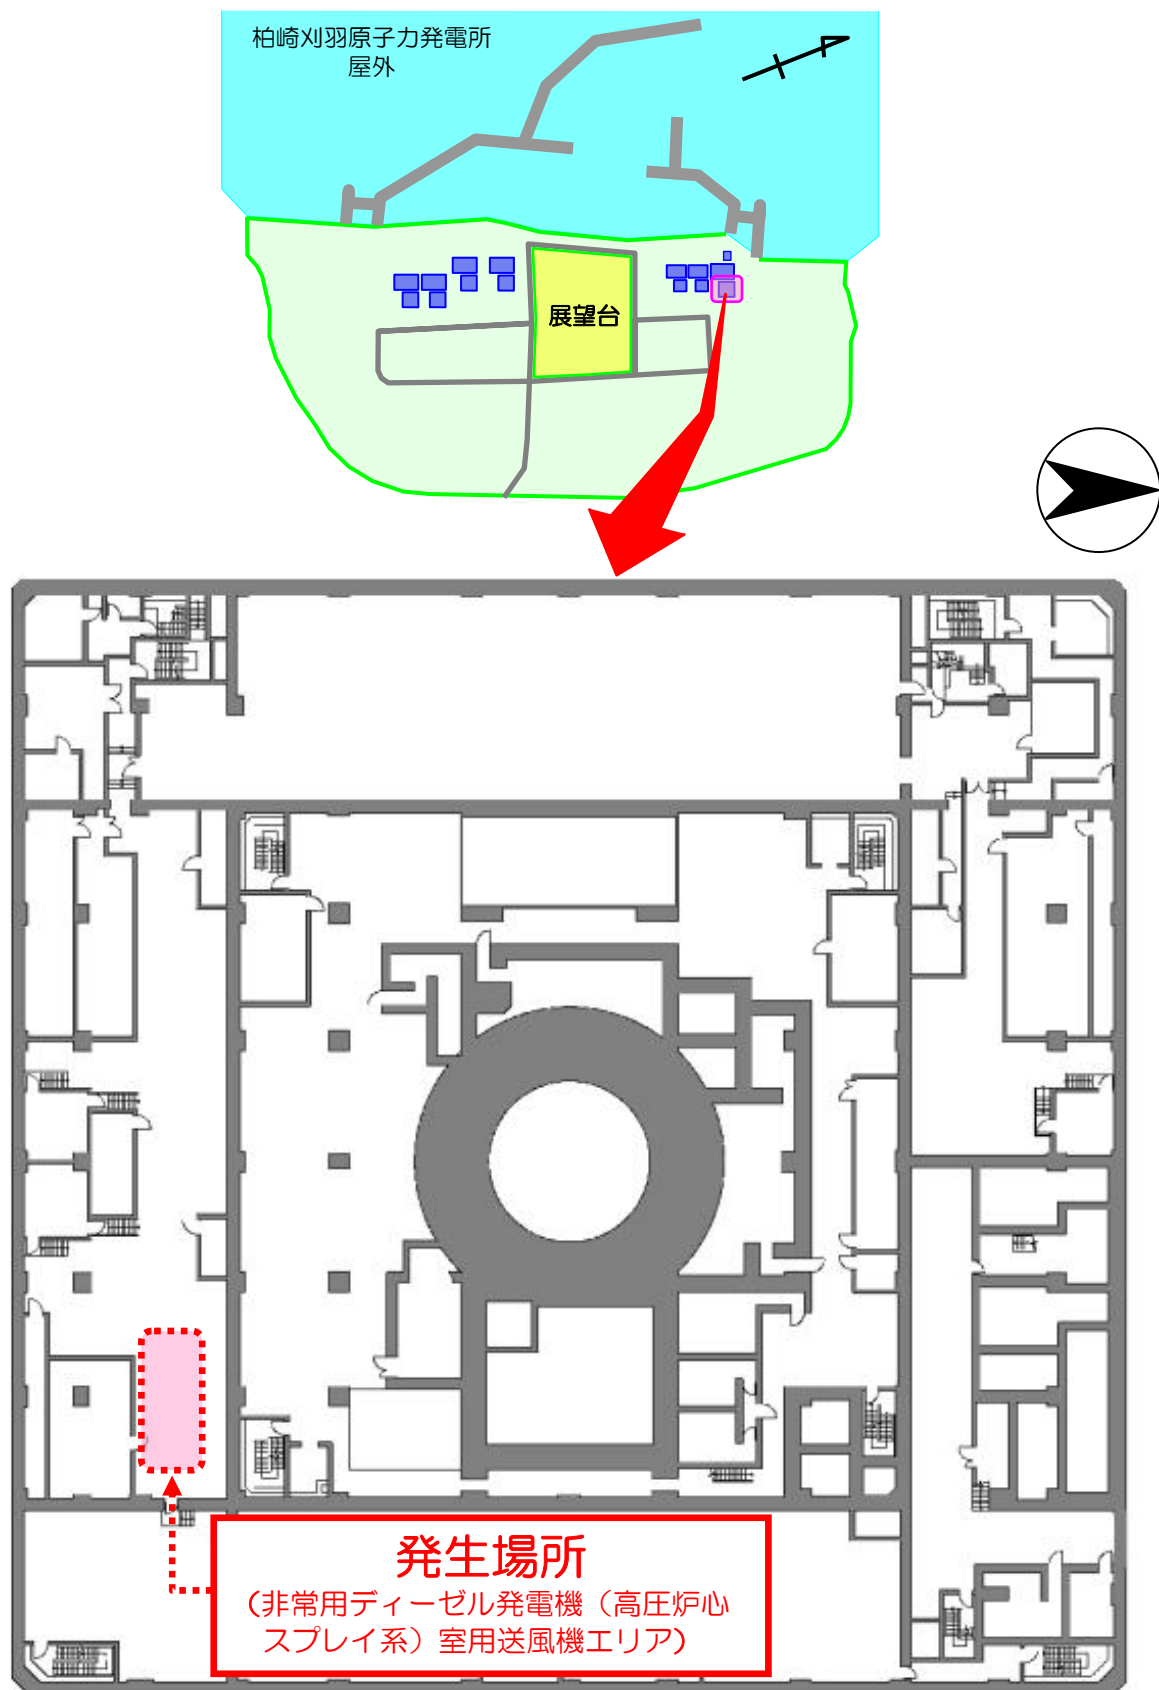 柏崎刈羽原子力発電所
屋外
展望台
発生場所
(非常用ディーゼル発電機（高圧炉心
スプレイ系）室用送風機エリア)